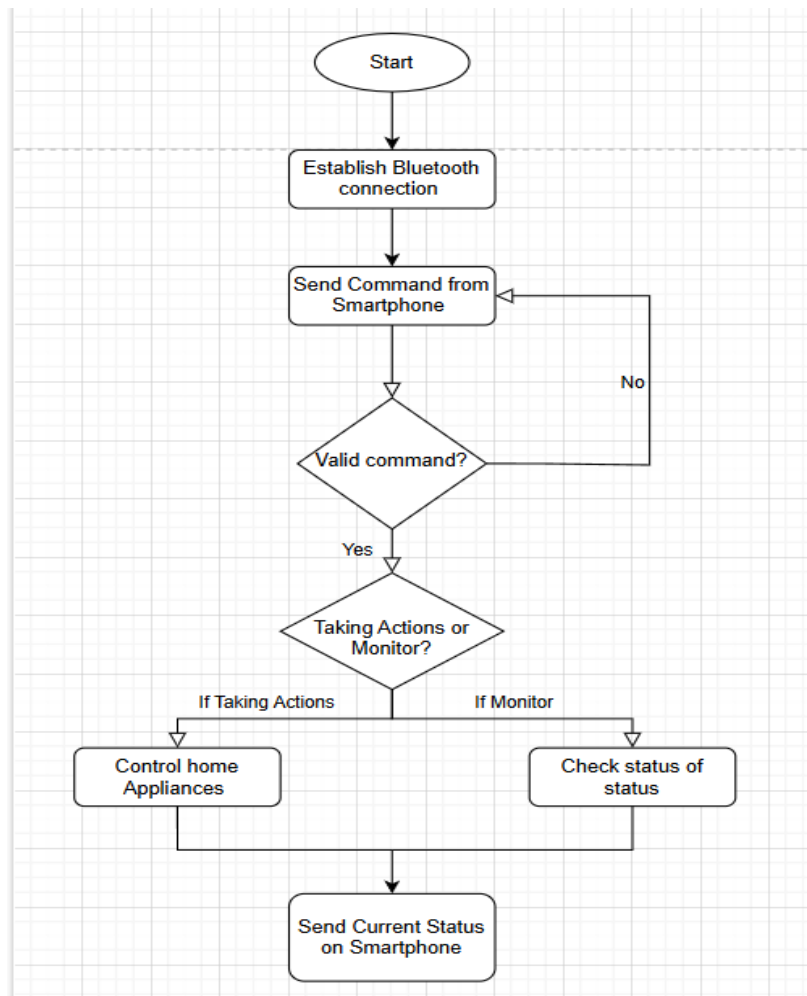 Start
Establish Bluetooth
connection
Send Command from
Smartphone
No
Valid command?
Yes
Taking Actions or
Monitor?
If Taking Actions
If Monitor
Control home
Appliances
Check status of
status
Send Current Status
on Smartphone